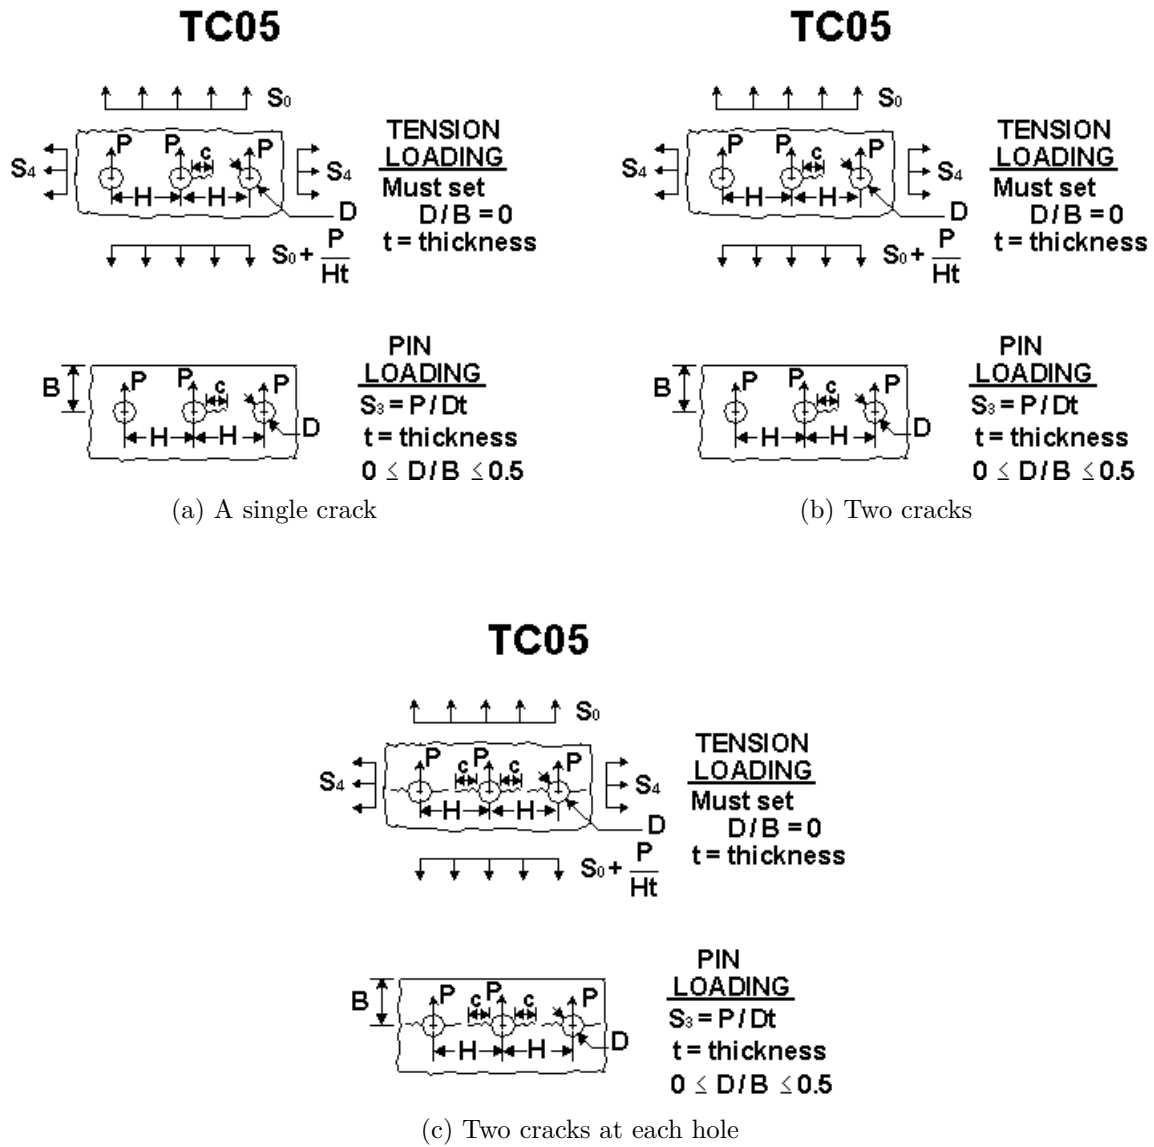 TC05
S₀
P P c P
S₄ S₄
H H
D
S₀ + P
Ht
TENSION
LOADING
Must set
D/B = 0
t = thickness
B
P P c P
H H D
PIN
LOADING
S₃ = P / Dt
t = thickness
0 ≤ D/B ≤ 0.5
(a) A single crack
TC05
S₀
P P c P
S₄ S₄
H H
D
S₀ + P
Ht
TENSION
LOADING
Must set
D/B = 0
t = thickness
B
P P c P
H H D
PIN
LOADING
S₃ = P / Dt
t = thickness
0 ≤ D/B ≤ 0.5
(b) Two cracks
TC05
S₀
P c P c P
S₄ S₄
H H
D
S₀ + P
Ht
TENSION
LOADING
Must set
D/B = 0
t = thickness
B
P c P c P
H H D
PIN
LOADING
S₃ = P / Dt
t = thickness
0 ≤ D/B ≤ 0.5
(c) Two cracks at each hole